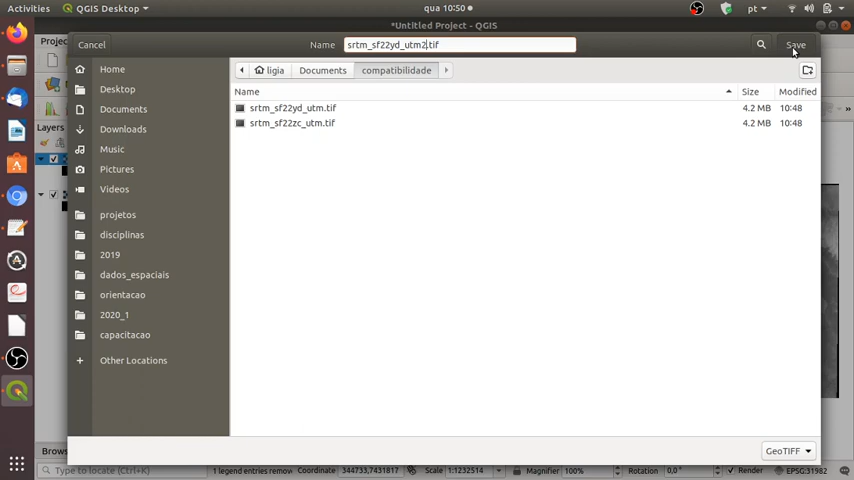 Activities QGIS Desktop qua 10:50 pt
*Untitled Project - QGIS
Cancel Name srtm_sf22yd_utm2.tif Save
ligia Documents compatibilidade
Name Size Modified
srtm_sf22yd_utm.tif 4.2 MB 10:48
srtm_sf22zc_utm.tif 4.2 MB 10:48
Home
Desktop
Documents
Downloads
Music
Pictures
Videos
projetos
disciplinas
2019
dados_espaciais
orientacao
2020_1
capacitacao
Other Locations
Projec
Layers
Brows
GeoTIFF
Type to locate (Ctrl+K) 1 legend entries removed Coordinate 344733,7431817 Scale 1:1232514 Magnifier 100% Rotation 0,0° Render EPSG:31982